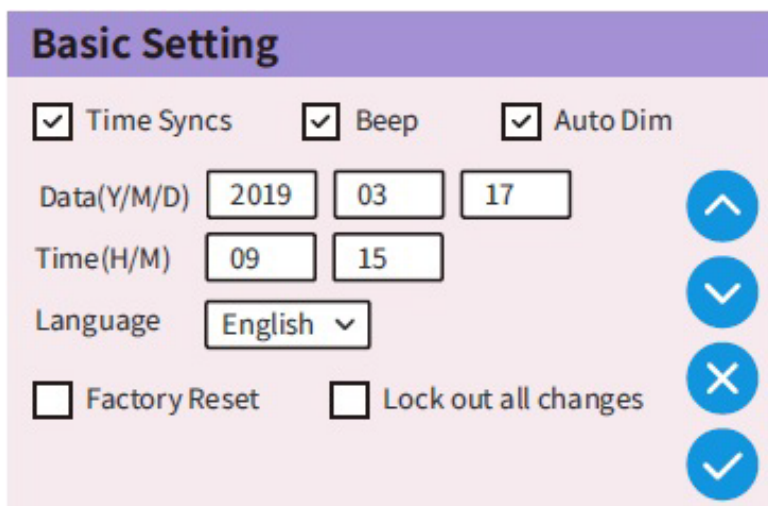 Basic Setting
Time Syncs Beep Auto Dim
Data(Y/M/D) 2019 03 17
Time(H/M) 09 15
Language English
Factory Reset Lock out all changes